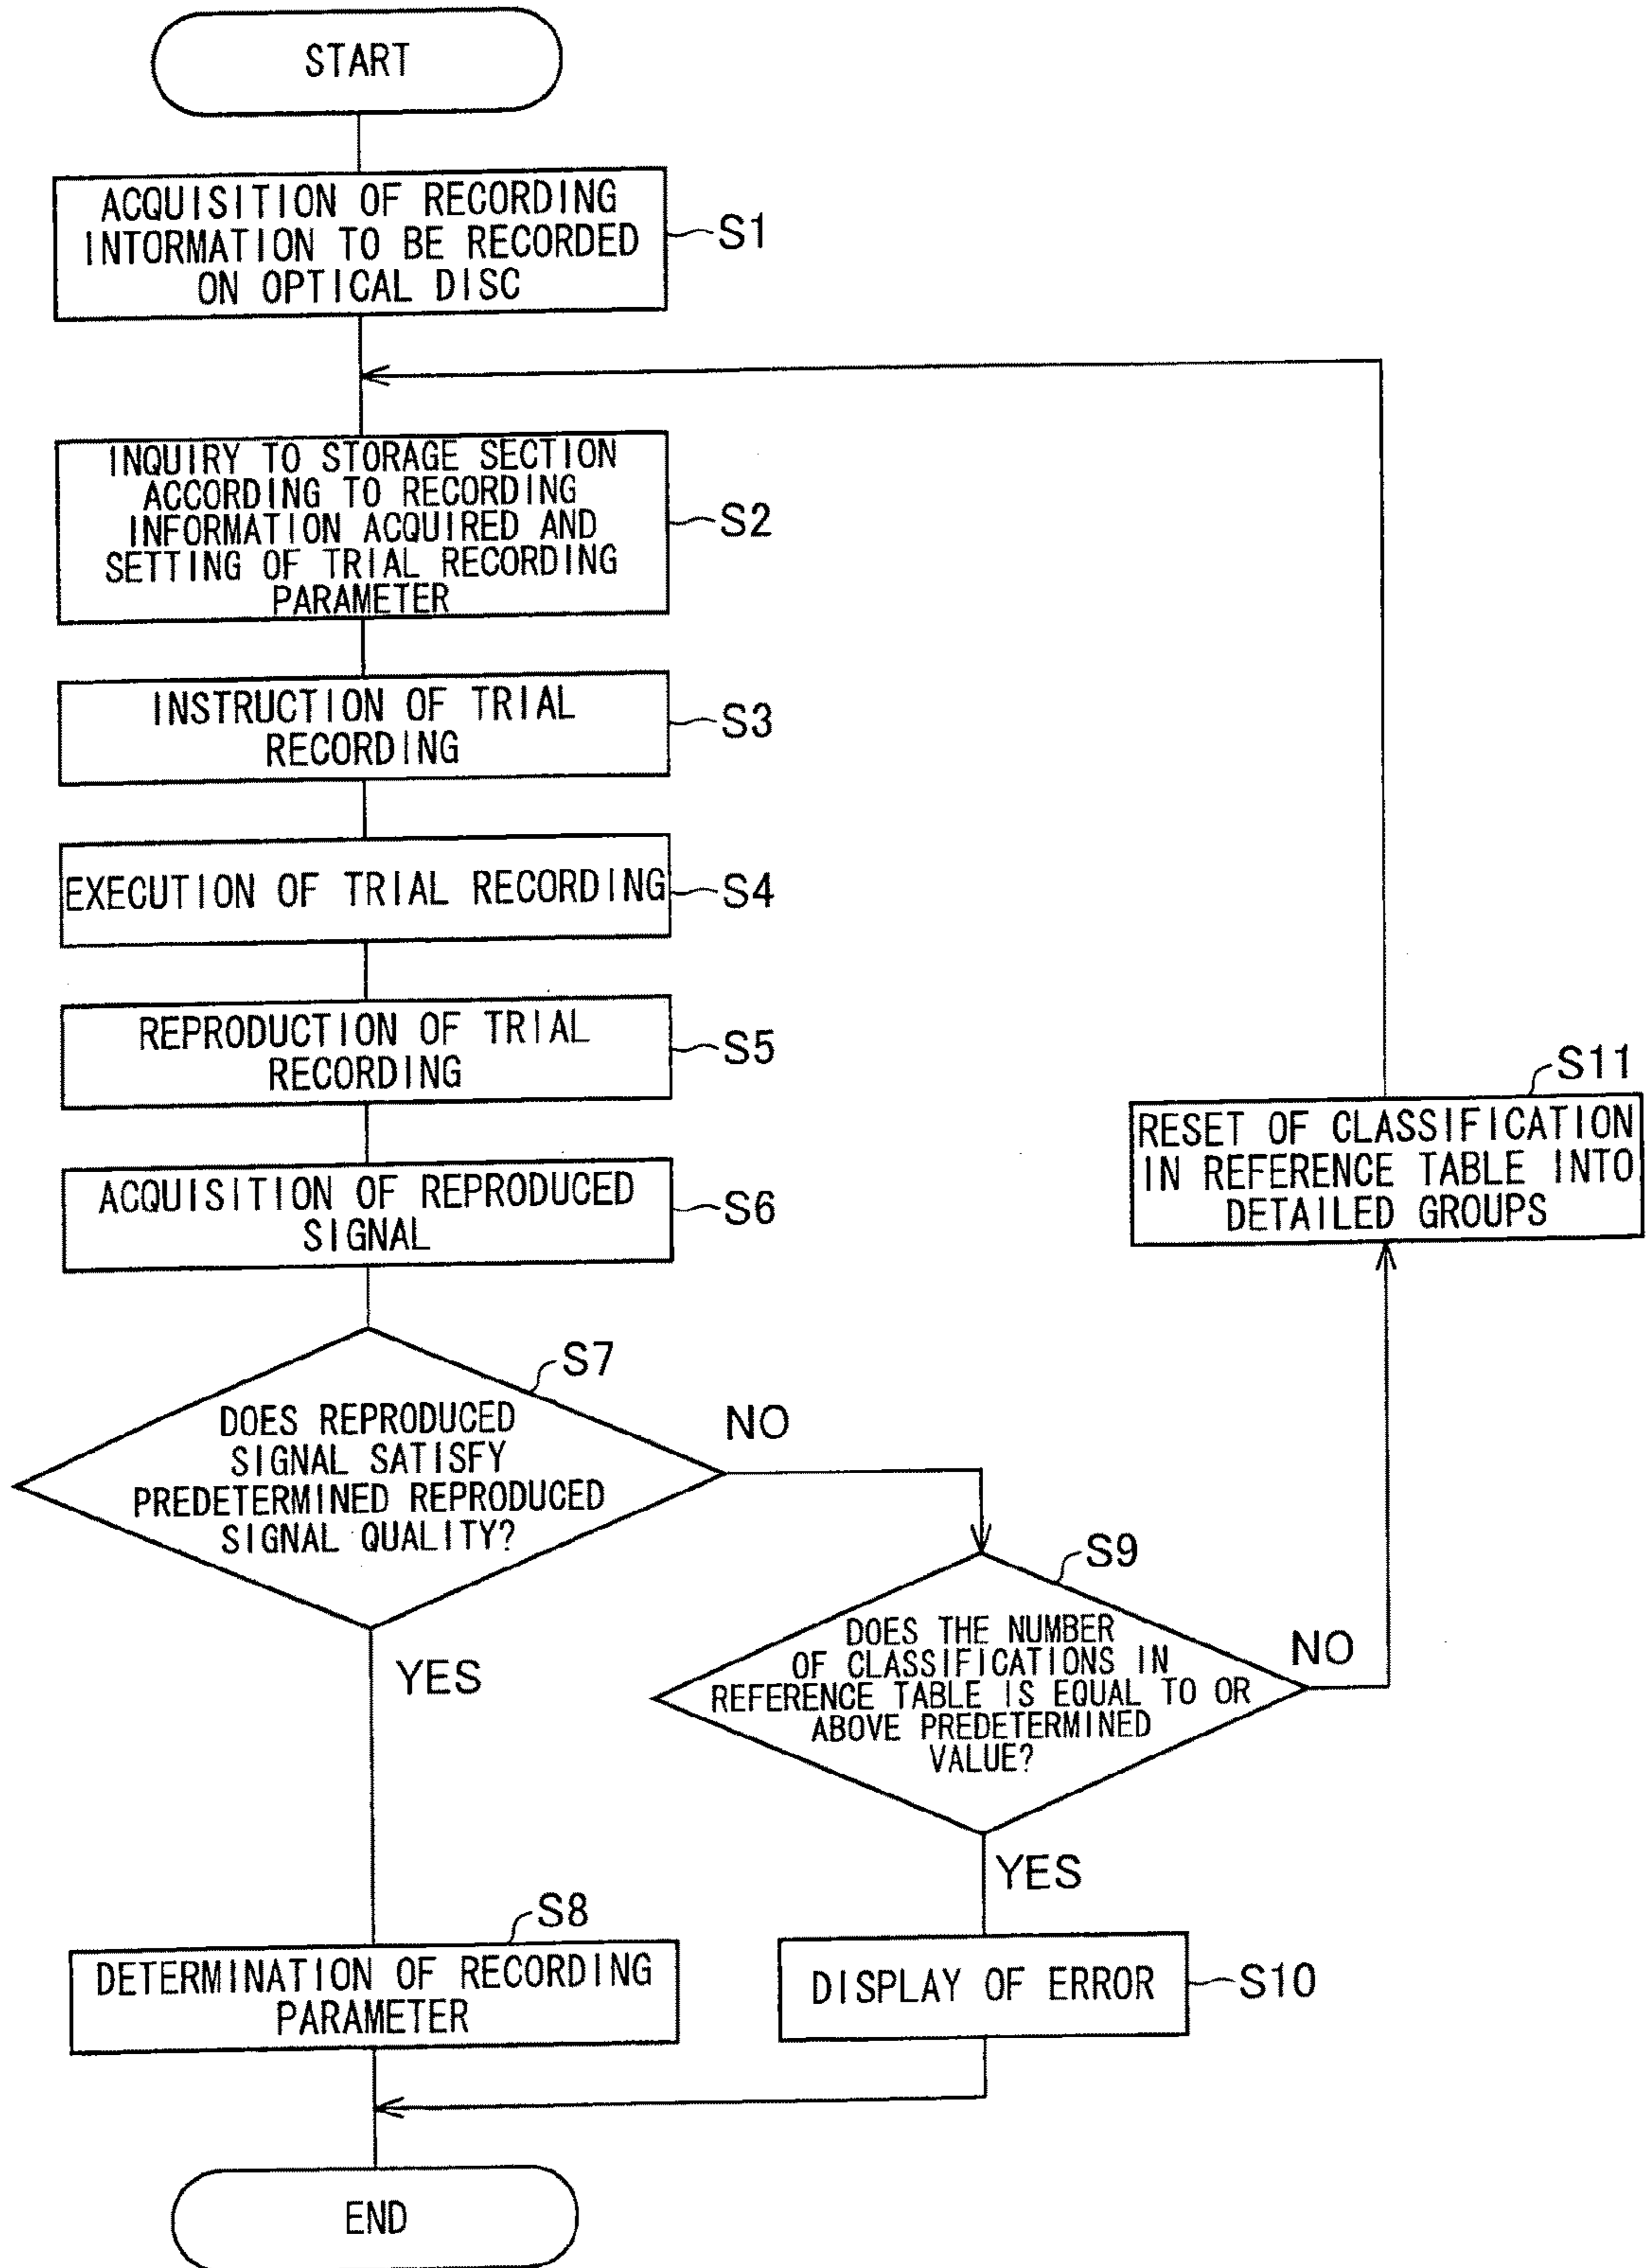 START
ACQUISITION OF RECORDING
INTORMATION TO BE RECORDED
ON OPTICAL DISC
S1
INQUIRY TO STORAGE SECTION
ACCORDING TO RECORDING
INFORMATION ACQUIRED AND
SETTING OF TRIAL RECORDING
PARAMETER
S2
INSTRUCTION OF TRIAL
RECORDING
S3
EXECUTION OF TRIAL RECORDING
S4
REPRODUCTION OF TRIAL
RECORDING
S5
ACQUISITION OF REPRODUCED
SIGNAL
S6
S11
RESET OF CLASSIFICATION
IN REFERENCE TABLE INTO
DETAILED GROUPS
S7
DOES REPRODUCED
SIGNAL SATISFY
PREDETERMINED REPRODUCED
SIGNAL QUALITY?
NO
YES
S9
DOES THE NUMBER
OF CLASSIFICATIONS IN
REFERENCE TABLE IS EQUAL TO OR
ABOVE PREDETERMINED
VALUE?
NO
YES
S8
DETERMINATION OF RECORDING
PARAMETER
DISPLAY OF ERROR
S10
END